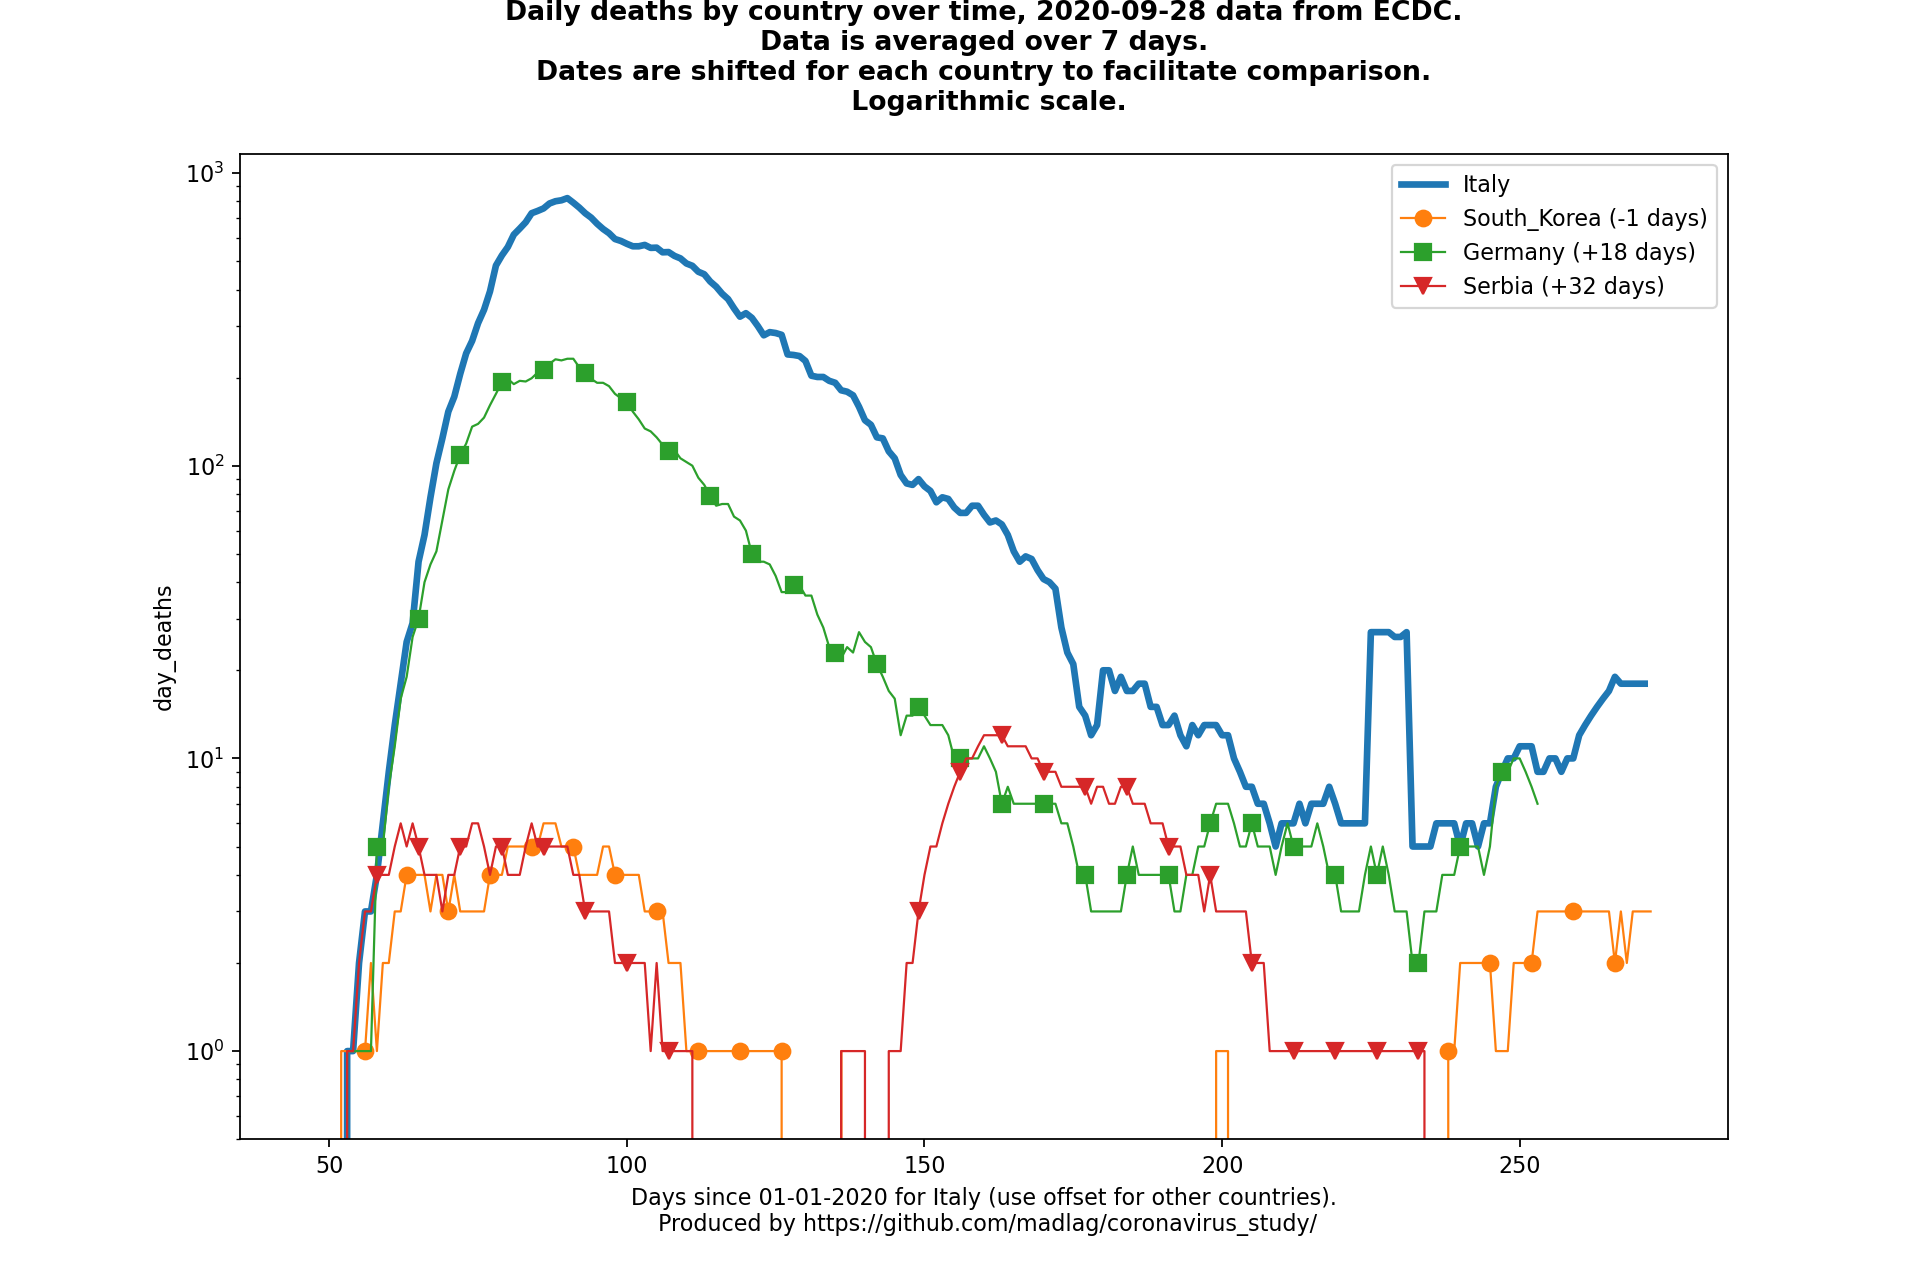 Daily deaths by country over time, 2020-09-28 data from ECDC.
Data is averaged over 7 days.
Dates are shifted for each country to facilitate comparison.
Logarithmic scale.
10³
10²
10¹
10⁰
day_deaths
Italy
South_Korea (-1 days)
Germany (+18 days)
Serbia (+32 days)
50
100
150
200
250
Days since 01-01-2020 for Italy (use offset for other countries).
Produced by https://github.com/madlag/coronavirus_study/